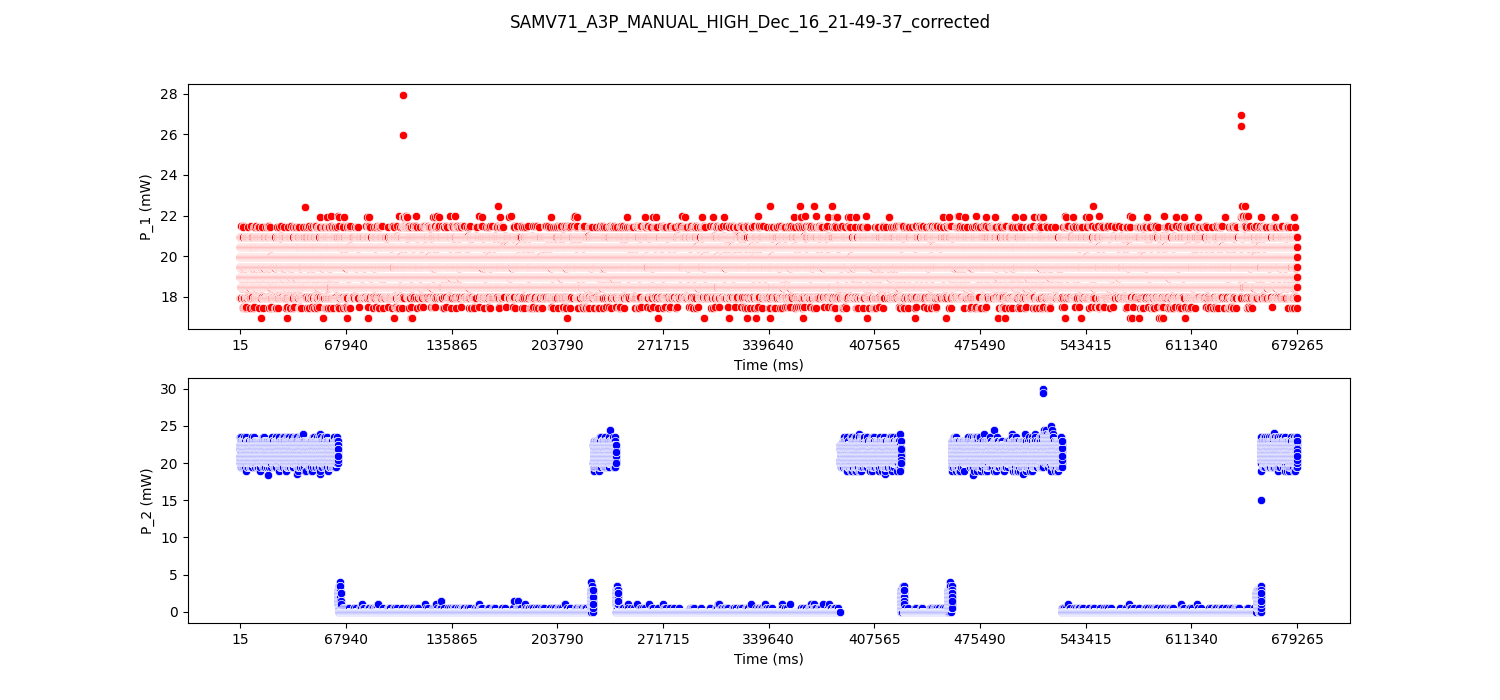 SAMV71_A3P_MANUAL_HIGH_Dec_16_21-49-37_corrected
P_1 (mW)
28
26
24
22
20
18
15 67940 135865 203790 271715 339640 407565 475490 543415 611340 679265
Time (ms)
P_2 (mW)
30
25
20
15
10
5
0
15 67940 135865 203790 271715 339640 407565 475490 543415 611340 679265
Time (ms)